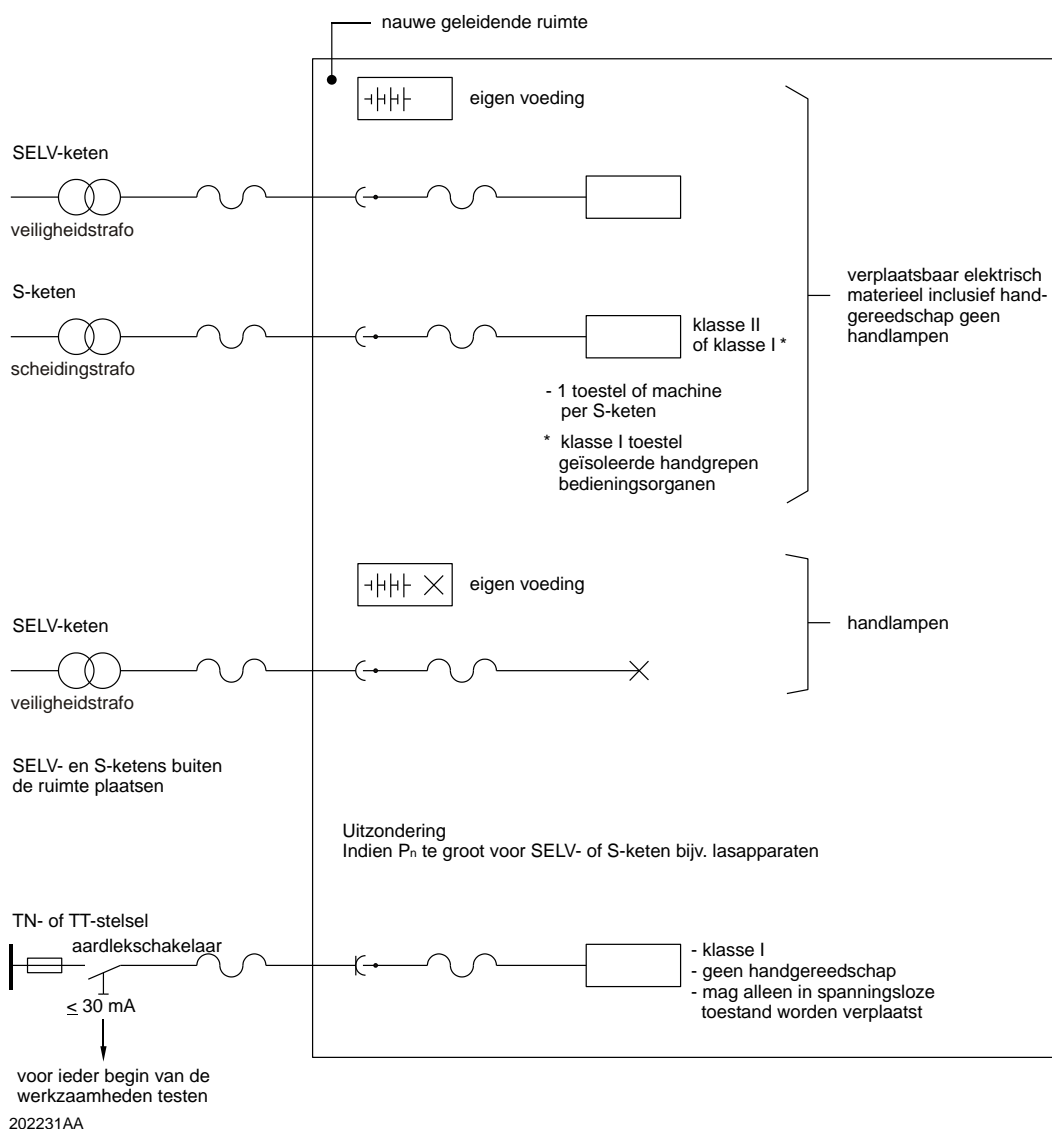 nauwe geleidende ruimte
eigen voeding
SELV-keten
veiligheidstrafo
S-keten
scheidingstrafo
klasse II
of klasse I *
- 1 toestel of machine
per S-keten
* klasse I toestel
geïsoleerde handgrepen
bedieningsorganen
verplaatsbaar elektrisch
materieel inclusief hand-
gereedschap geen
handlampen
eigen voeding
SELV-keten
veiligheidstrafo
handlampen
SELV- en S-ketens buiten
de ruimte plaatsen
Uitzondering
Indien Pn te groot voor SELV- of S-keten bijv. lasapparaten
TN- of TT-stelsel
aardlekschakelaar
≤ 30 mA
voor ieder begin van de
werkzaamheden testen
- klasse I
- geen handgereedschap
- mag alleen in spanningsloze
toestand worden verplaatst
202231AA